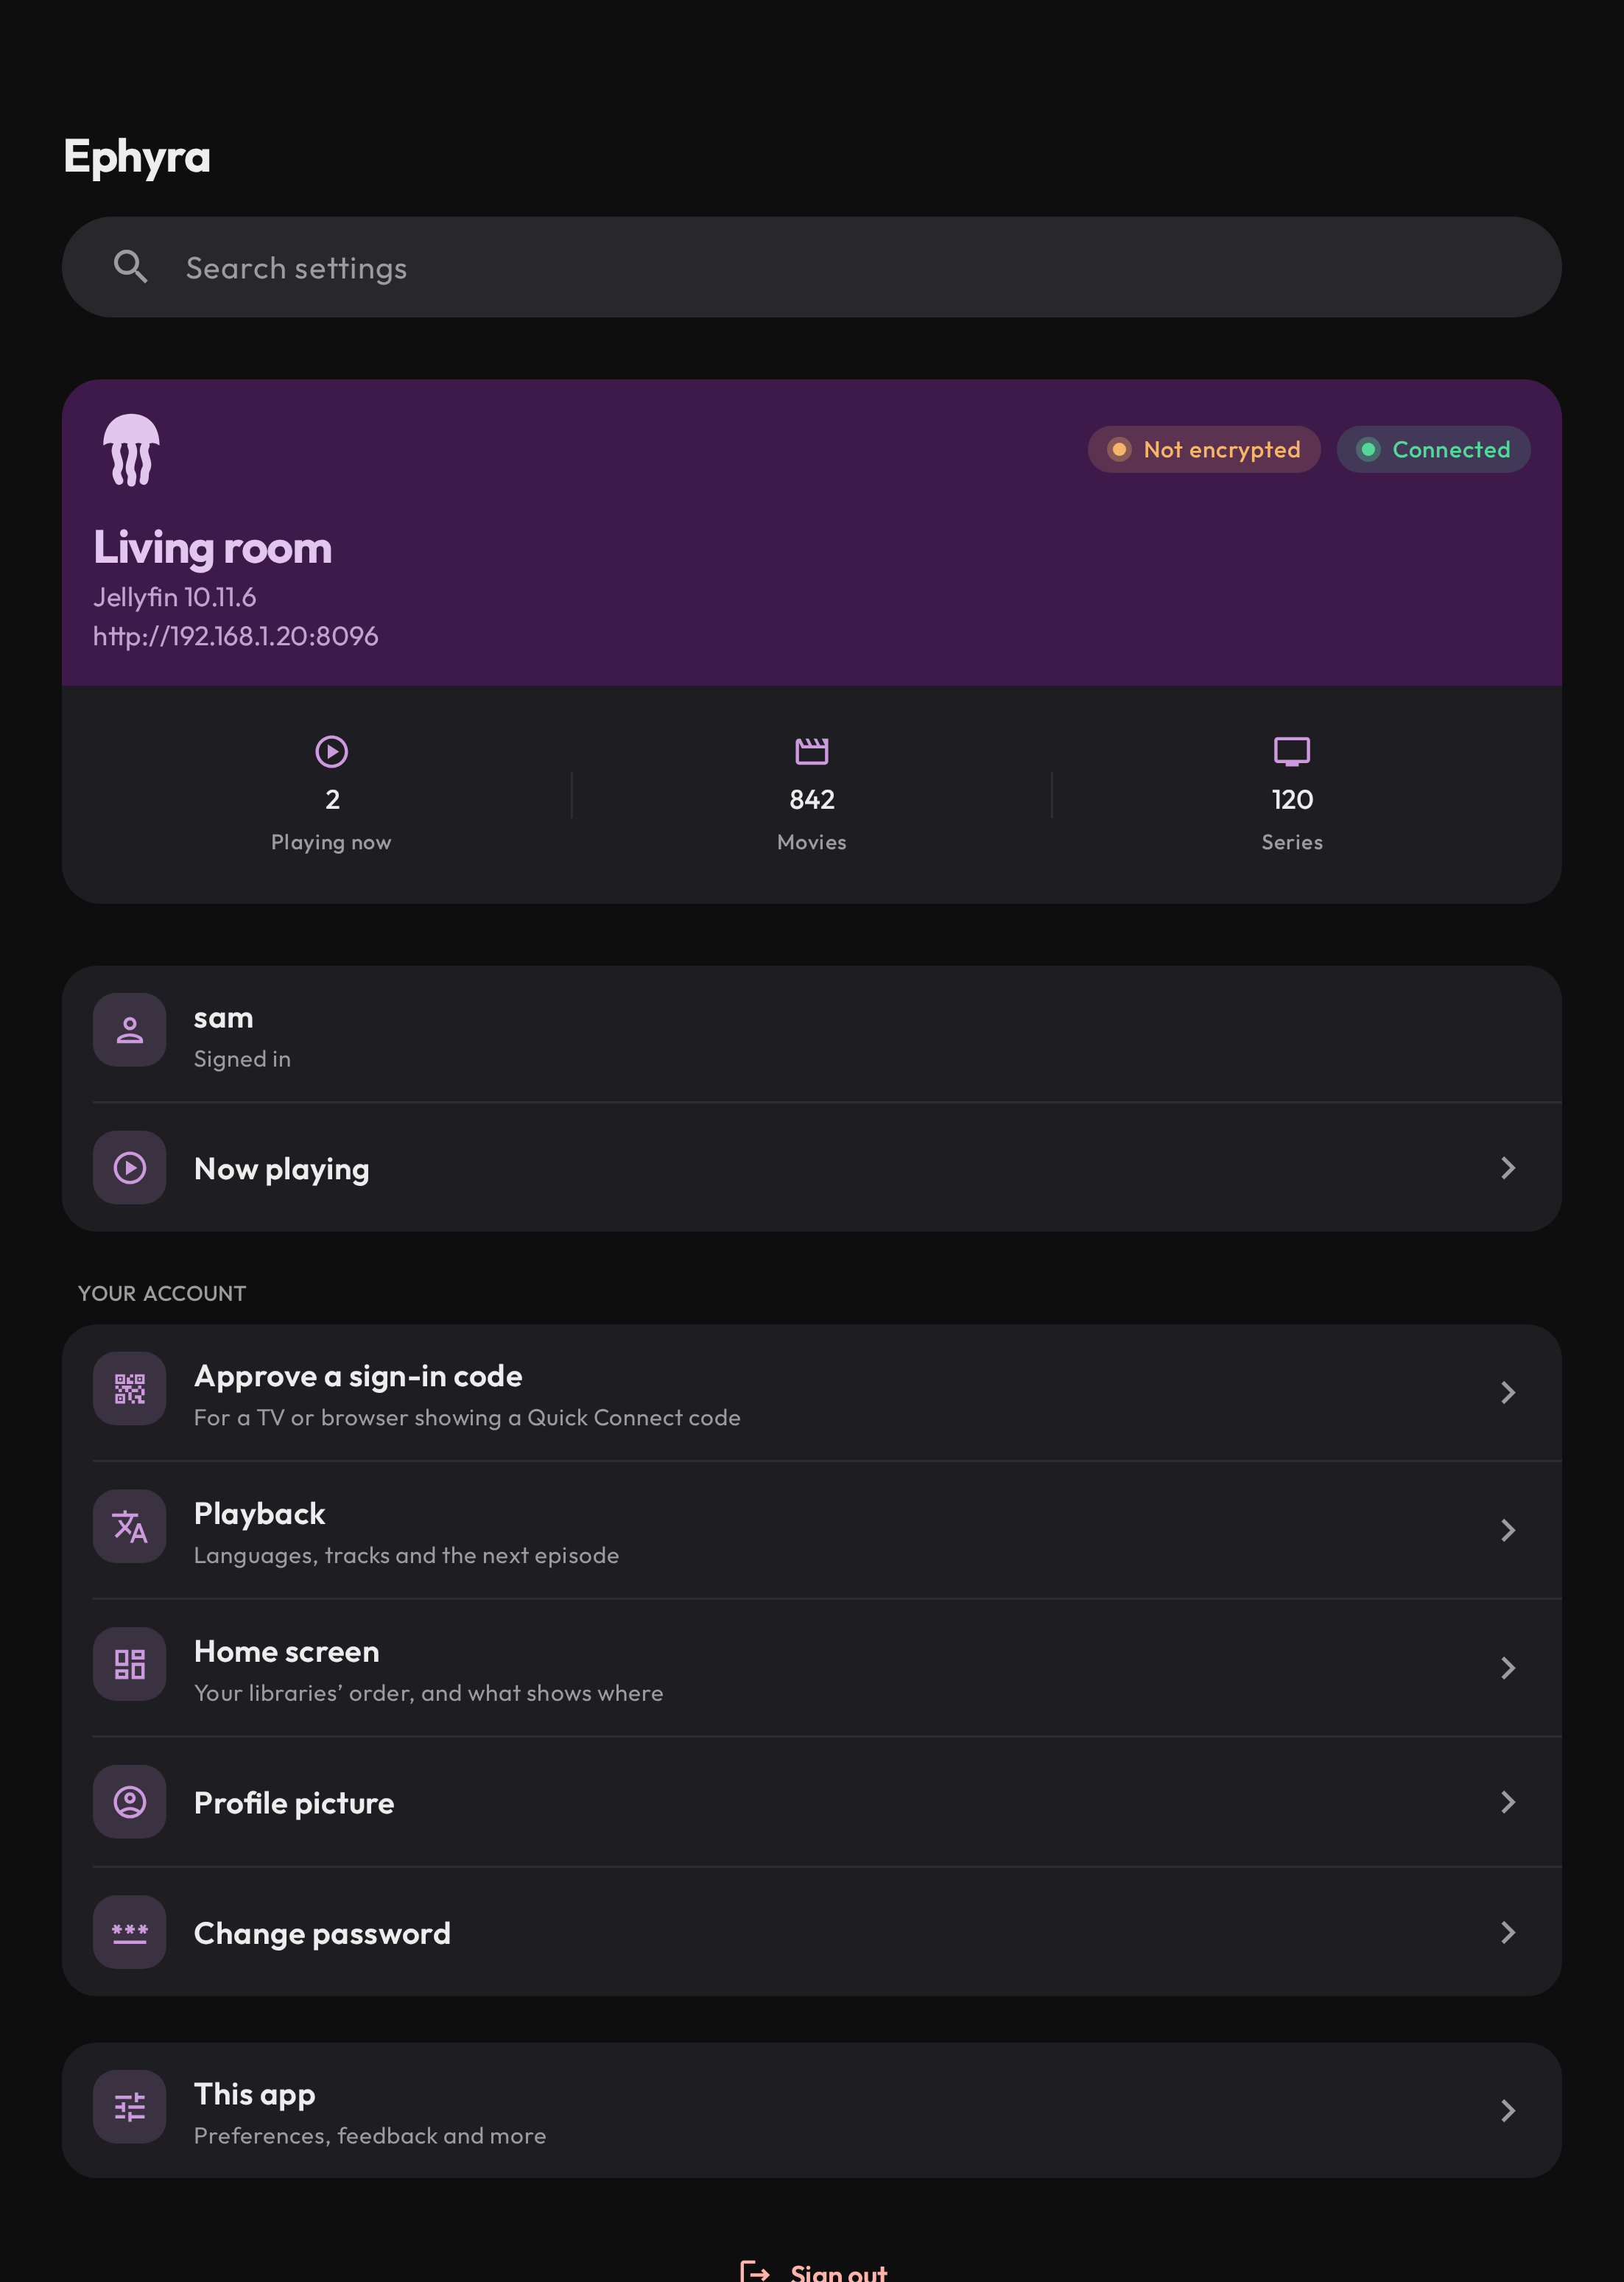 Ephyra
Search settings
Not encrypted
Connected
Living room
Jellyfin 10.11.6
http://192.168.1.20:8096
2
Playing now
842
Movies
120
Series
sam
Signed in
Now playing
YOUR ACCOUNT
Approve a sign-in code
For a TV or browser showing a Quick Connect code
Playback
Languages, tracks and the next episode
Home screen
Your libraries’ order, and what shows where
Profile picture
Change password
This app
Preferences, feedback and more
Sign out